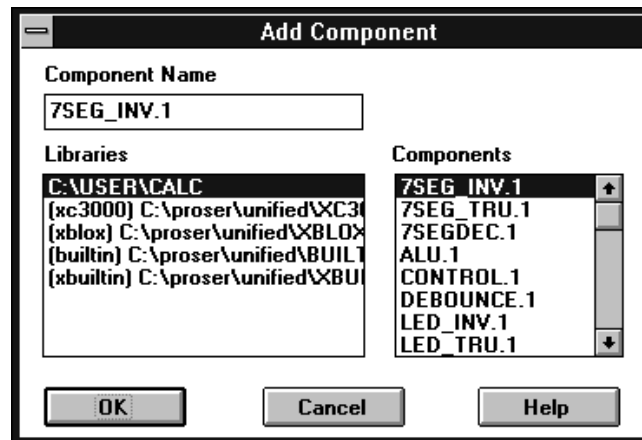 Add Component
Component Name
7SEG_INV.1
Libraries
C:\USER\CALC
(xc3000) C:\proser\unified\XC3(
(xblox) C:\proser\unified\XBLOX
(builtin) C:\proser\unified\BUILT
(xbuiltin) C:\proser\unified\XBUI
Components
7SEG_INV.1
7SEG_TRU.1
7SEGDEC.1
ALU.1
CONTROL.1
DEBOUNCE.1
LED_INV.1
LED_TRU.1
OK
Cancel
Help